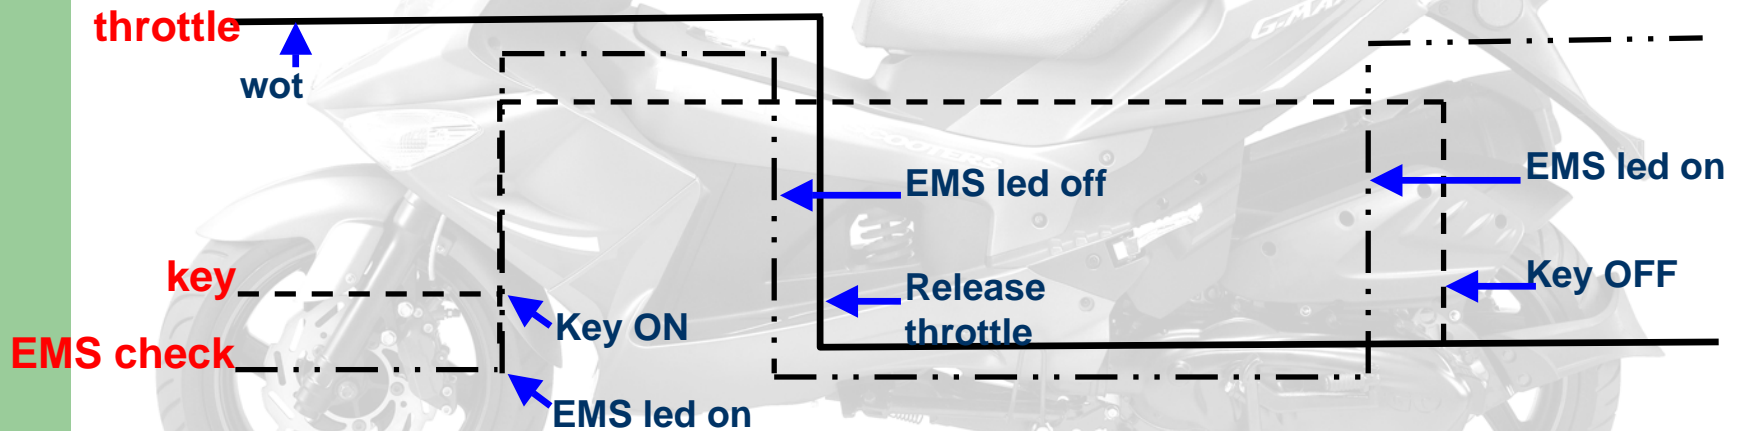 throttle
wot
EMS led off
EMS led on
key
Key ON
Release
throttle
Key OFF
EMS check
EMS led on
SCOOTERS